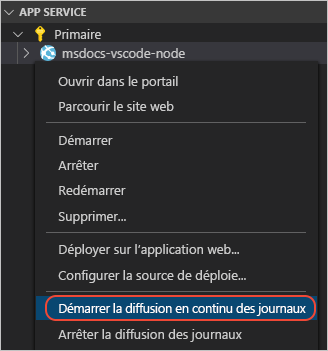 APP SERVICE
Primaire
msdocs-vscode-node
Ouvrir dans le portail
Parcourir le site web
Démarrer
Arrêter
Redémarrer
Supprimer...
Déployer sur l'application web...
Configurer la source de déploie...
Démarrer la diffusion en continu des journaux
Arrêter la diffusion des journaux